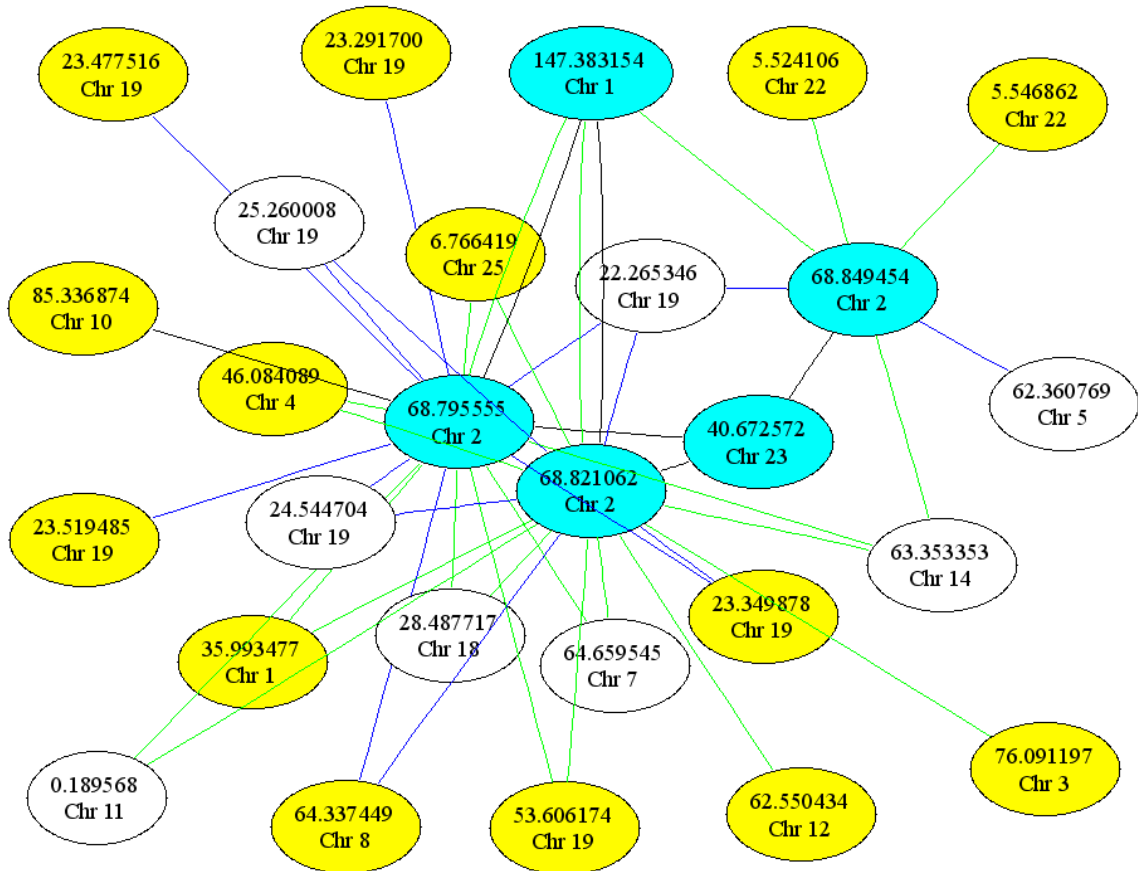 23.477516
Chr 19
23.291700
Chr 19
147.383154
Chr 1
5.524106
Chr 22
5.546862
Chr 22
25.260008
Chr 19
6.766419
Chr 25
22.265346
Chr 19
68.849454
Chr 2
85.336874
Chr 10
46.084089
Chr 4
68.795555
Chr 2
40.672572
Chr 23
62.360769
Chr 5
68.821062
Chr 2
23.519485
Chr 19
24.544704
Chr 19
63.353353
Chr 14
35.993477
Chr 1
28.487717
Chr 18
64.659545
Chr 7
23.349878
Chr 19
0.189568
Chr 11
64.337449
Chr 8
53.606174
Chr 19
62.550434
Chr 12
76.091197
Chr 3